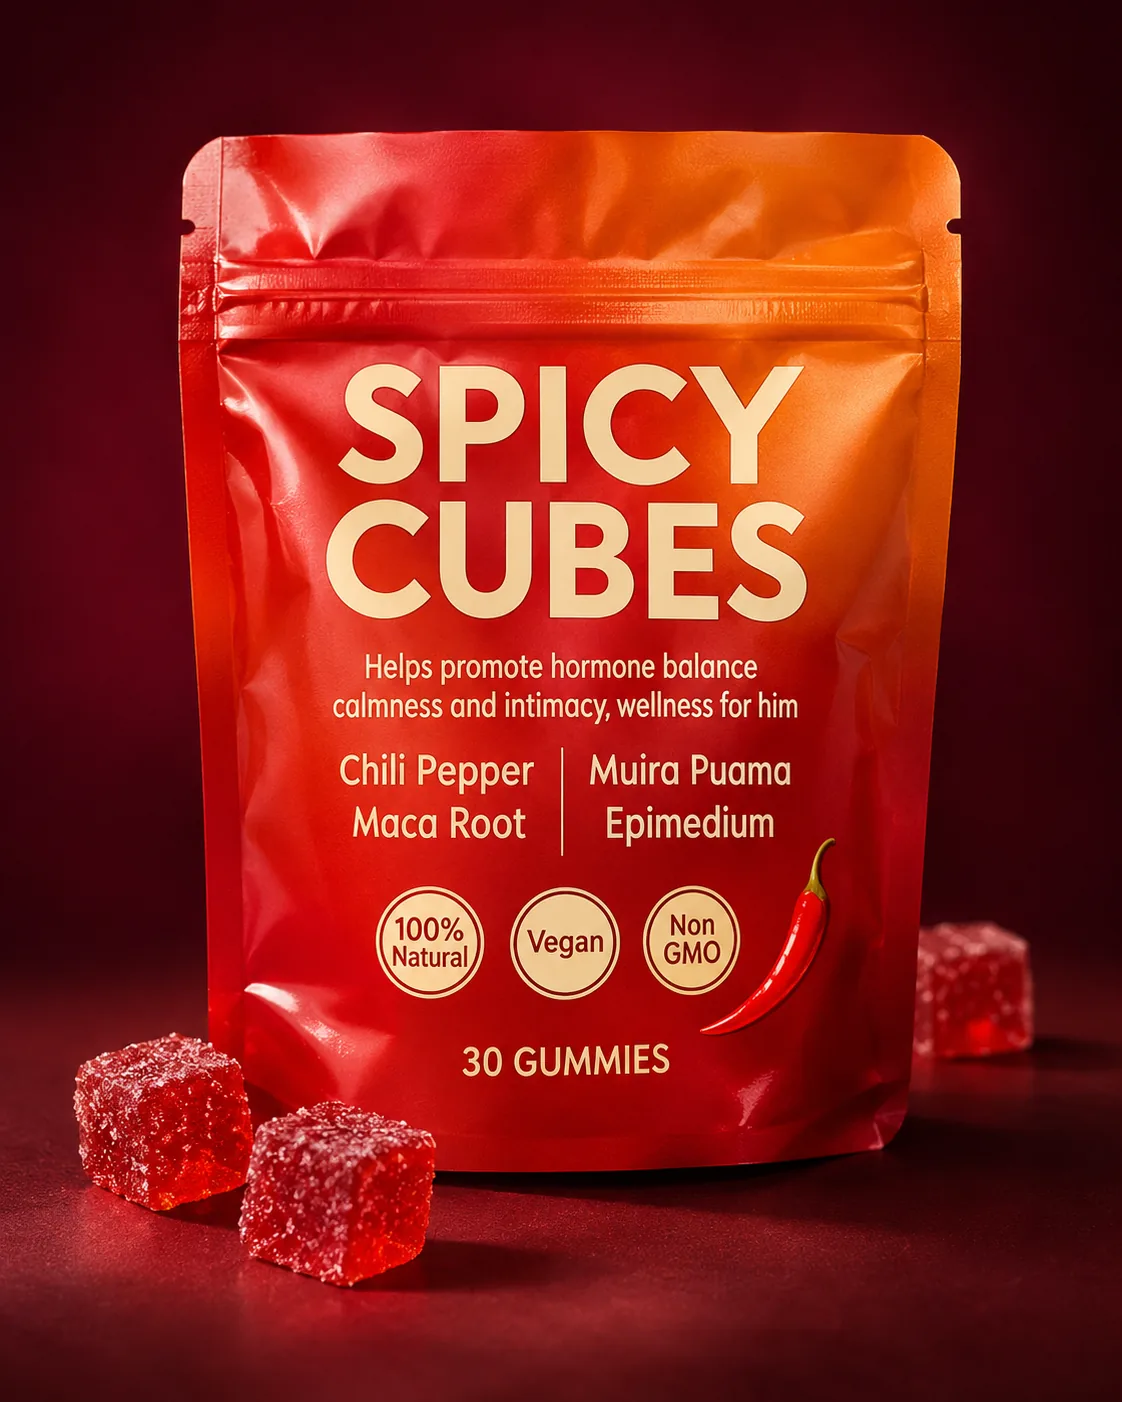 SPICY
CUBES
Helps promote hormone balance
calmness and intimacy, wellness for him
Chili Pepper
Maca Root
Muira Puama
Epimedium
100%
Natural
Vegan
Non
GMO
30 GUMMIES